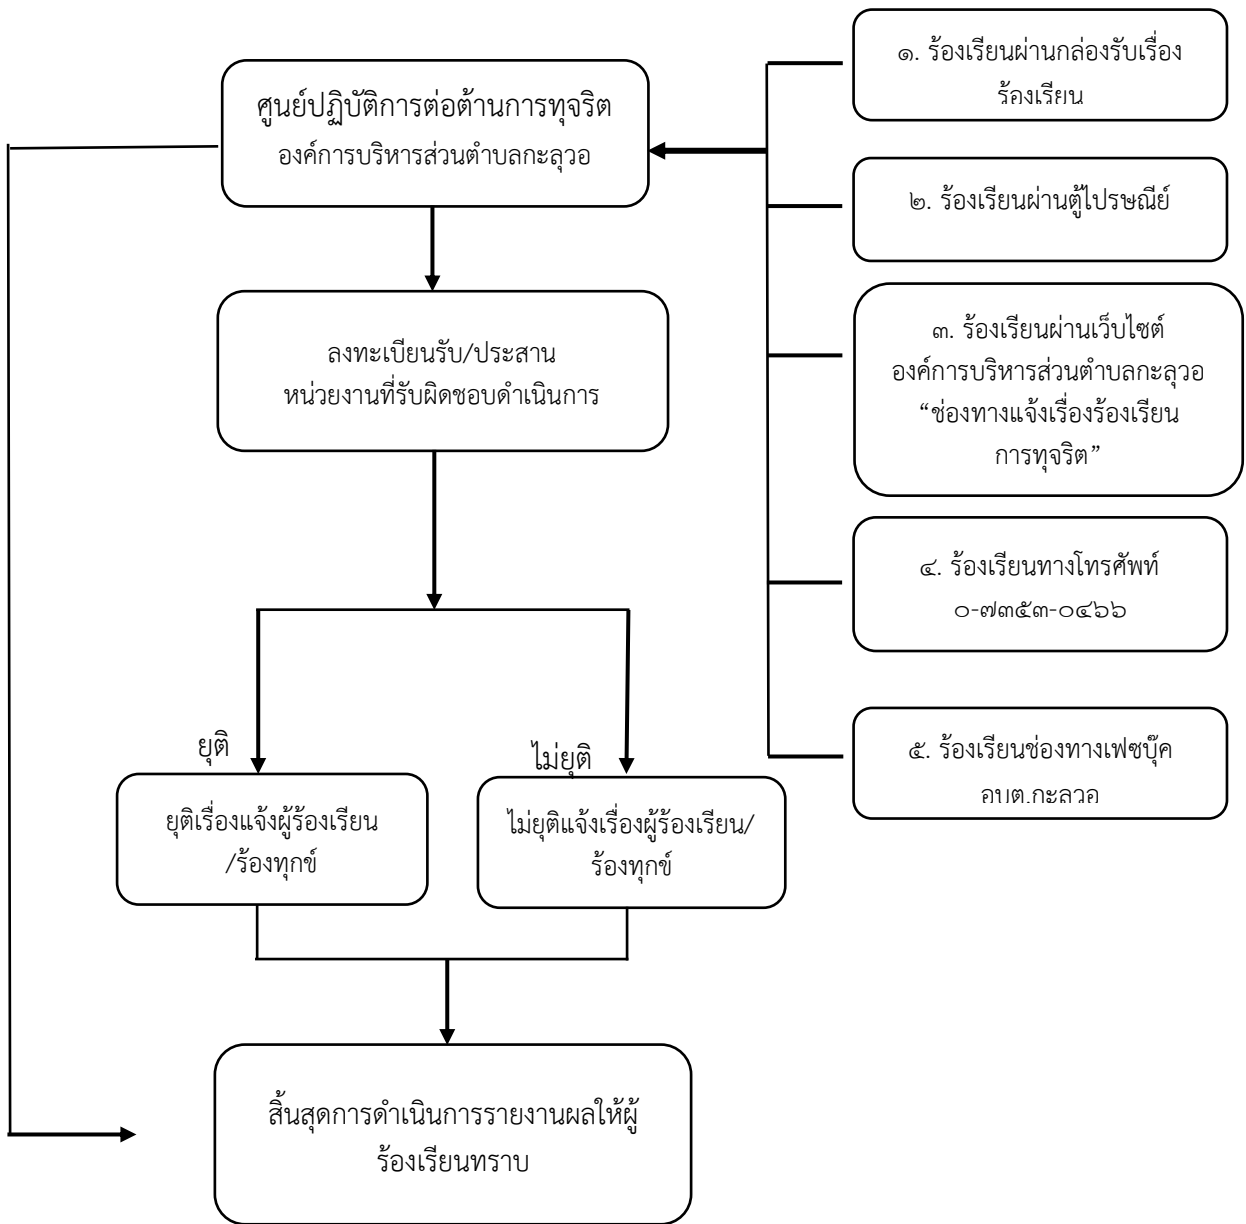 ศูนย์ปฏิบัติการต่อต้านการทุจริต
องค์การบริหารส่วนตำบลกะลุวอ
ลงทะเบียนรับ/ประสาน
หน่วยงานที่รับผิดชอบดำเนินการ
ยุติ
ไม่ยุติ
ยุติเรื่องแจ้งผู้ร้องเรียน
/ร้องทุกข์
ไม่ยุติแจ้งเรื่องผู้ร้องเรียน/
ร้องทุกข์
สิ้นสุดการดำเนินการรายงานผลให้ผู้
ร้องเรียนทราบ
๑. ร้องเรียนผ่านกล่องรับเรื่อง
ร้องเรียน
๒. ร้องเรียนผ่านตู้ไปรษณีย์
๓. ร้องเรียนผ่านเว็บไซต์
องค์การบริหารส่วนตำบลกะลุวอ
“ช่องทางแจ้งเรื่องร้องเรียน
การทุจริต”
๔. ร้องเรียนทางโทรศัพท์
๐-๗๓๕๓-๐๔๖๖
๕. ร้องเรียนช่องทางเฟซบุ๊ค
อบต.กะลุวอ